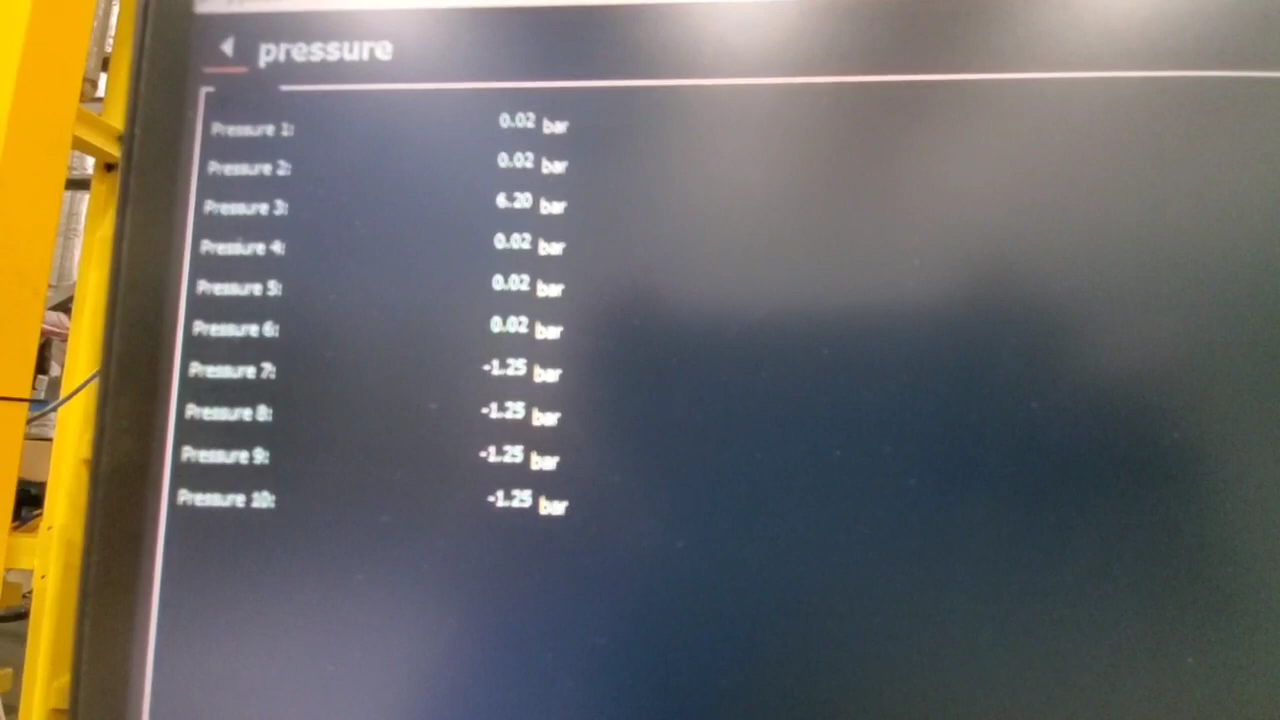 pressure
Pressure 1: 0.02 bar
Pressure 2: 0.02 bar
Pressure 3: 6.20 bar
Pressure 4: 0.02 bar
Pressure 5: 0.02 bar
Pressure 6: 0.02 bar
Pressure 7: -1.25 bar
Pressure 8: -1.25 bar
Pressure 9: -1.25 bar
Pressure 10: -1.25 bar